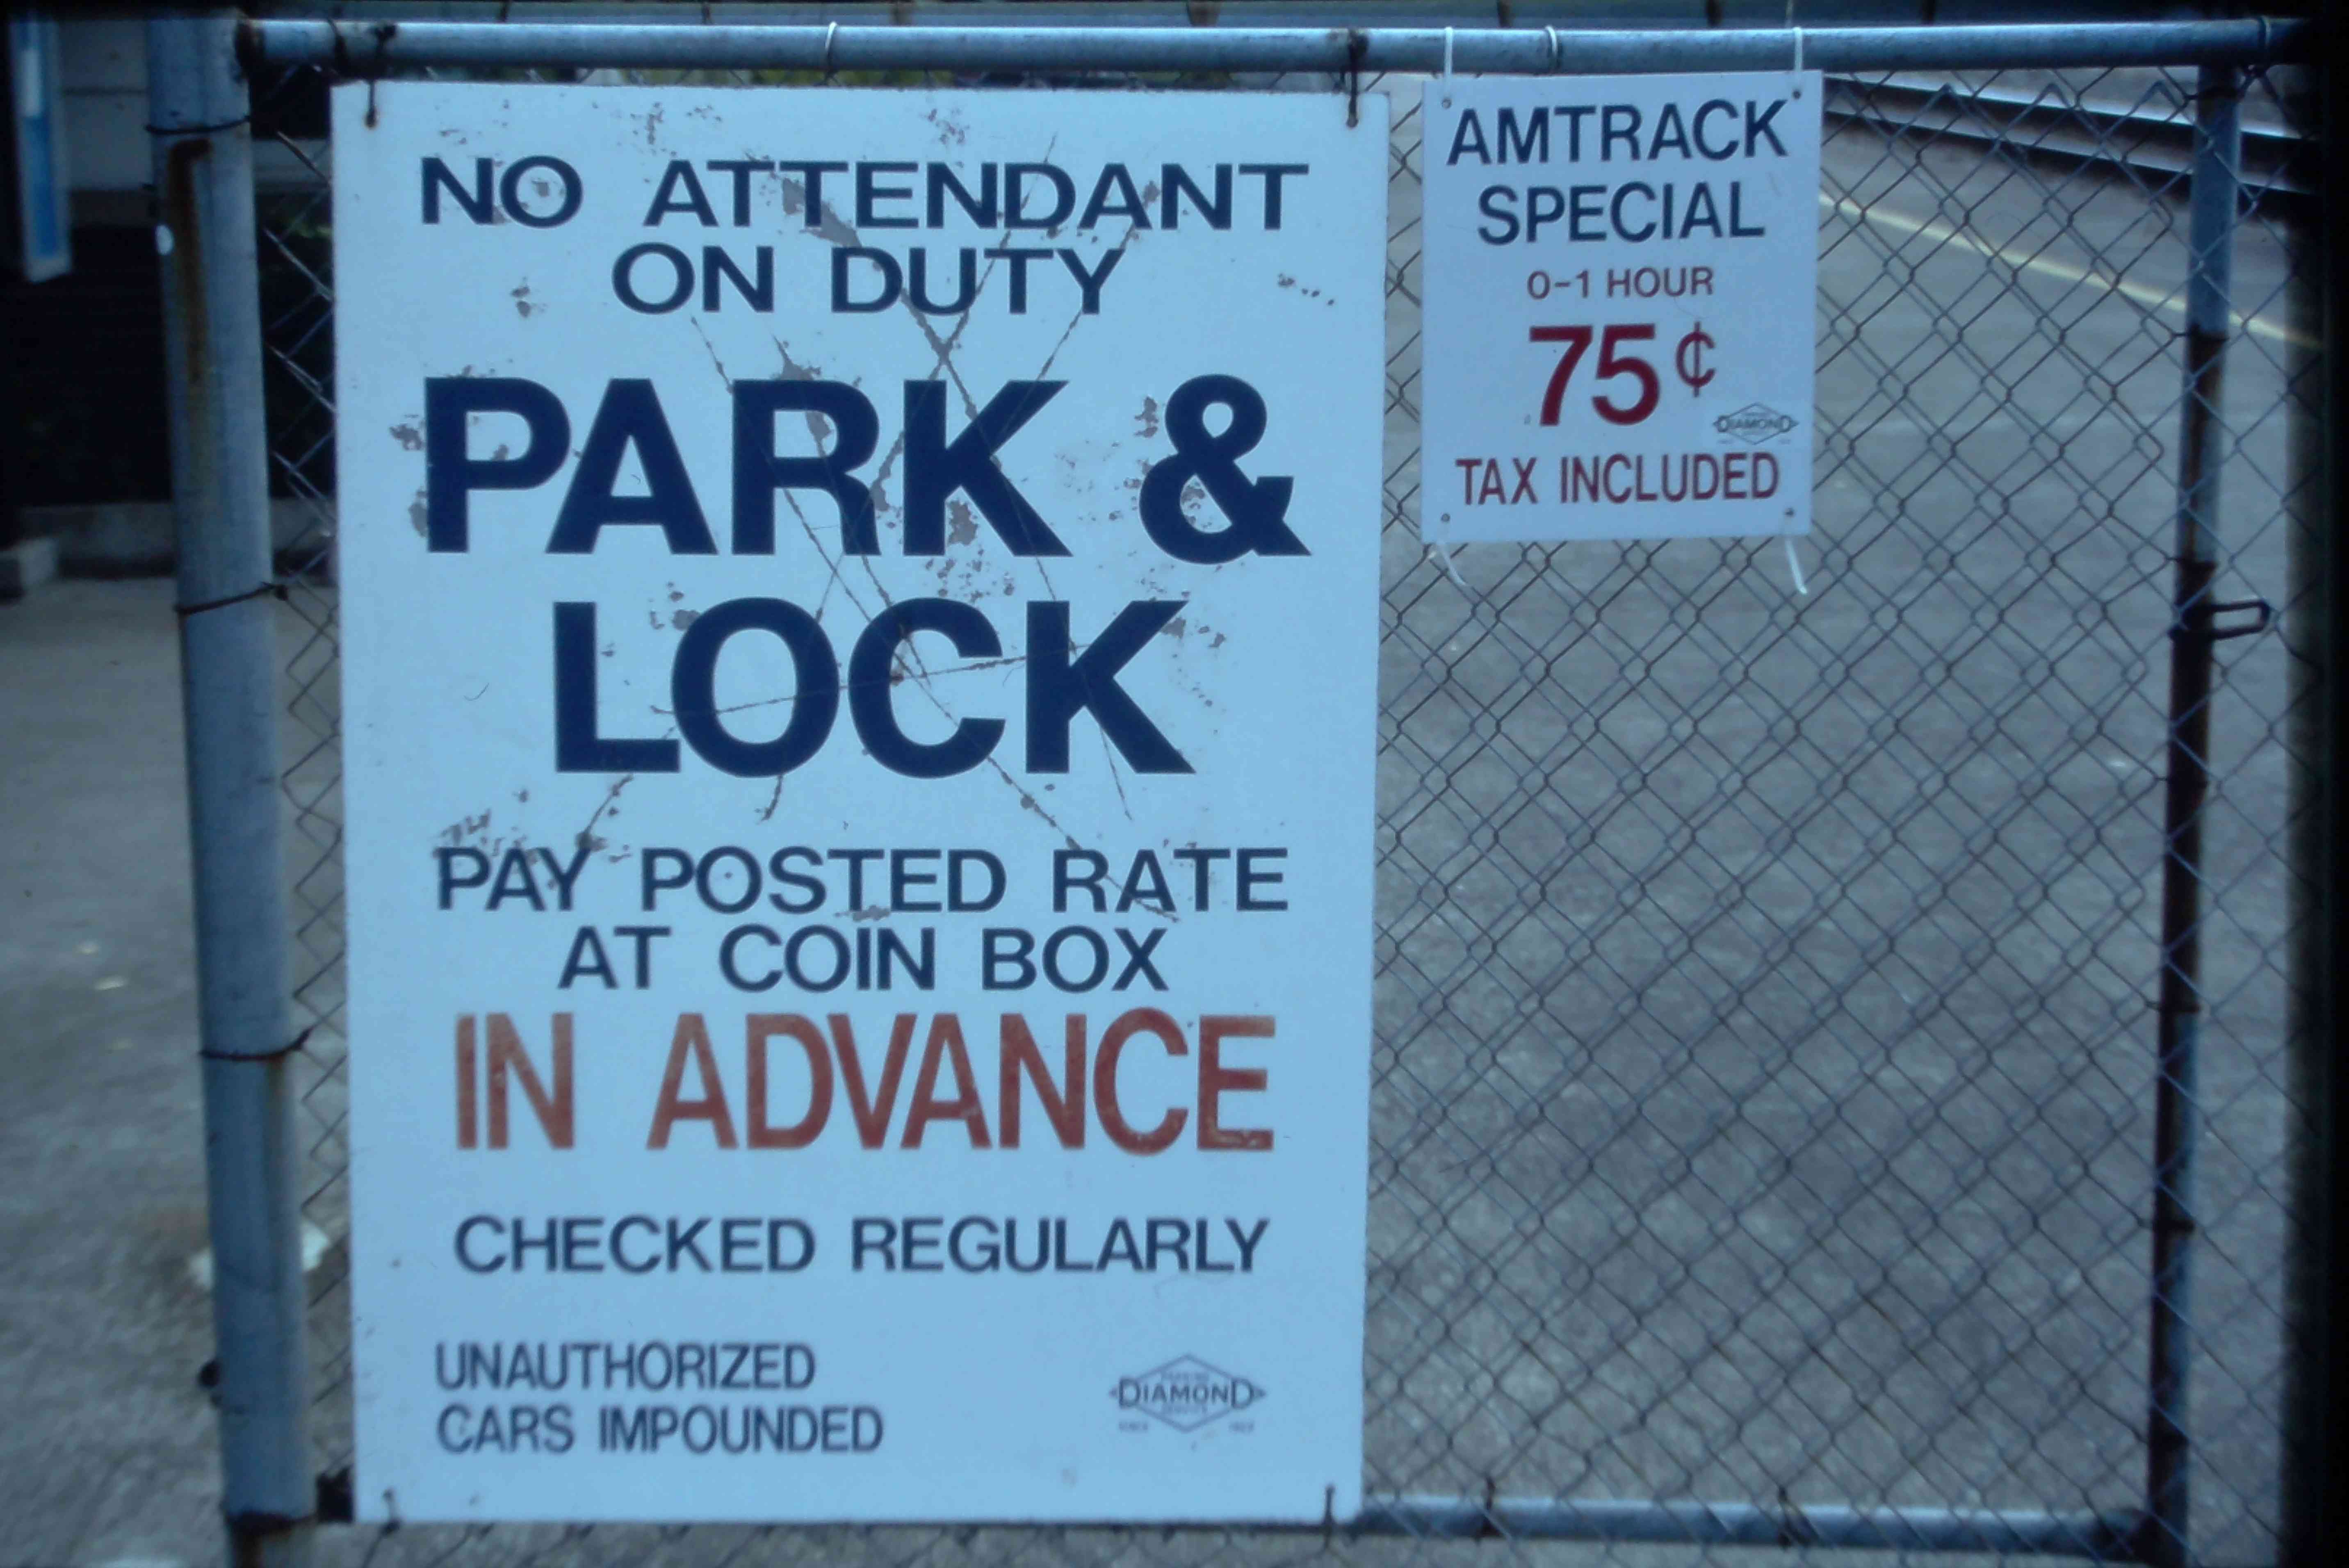 NO ATTENDANT
ON DUTY
PARK &
LOCK
PAY POSTED RATE
AT COIN BOX
IN ADVANCE
CHECKED REGULARLY
UNAUTHORIZED
CARS IMPOUNDED
DIAMOND
AMTRACK
SPECIAL
0-1 HOUR
75¢
DIAMOND
TAX INCLUDED